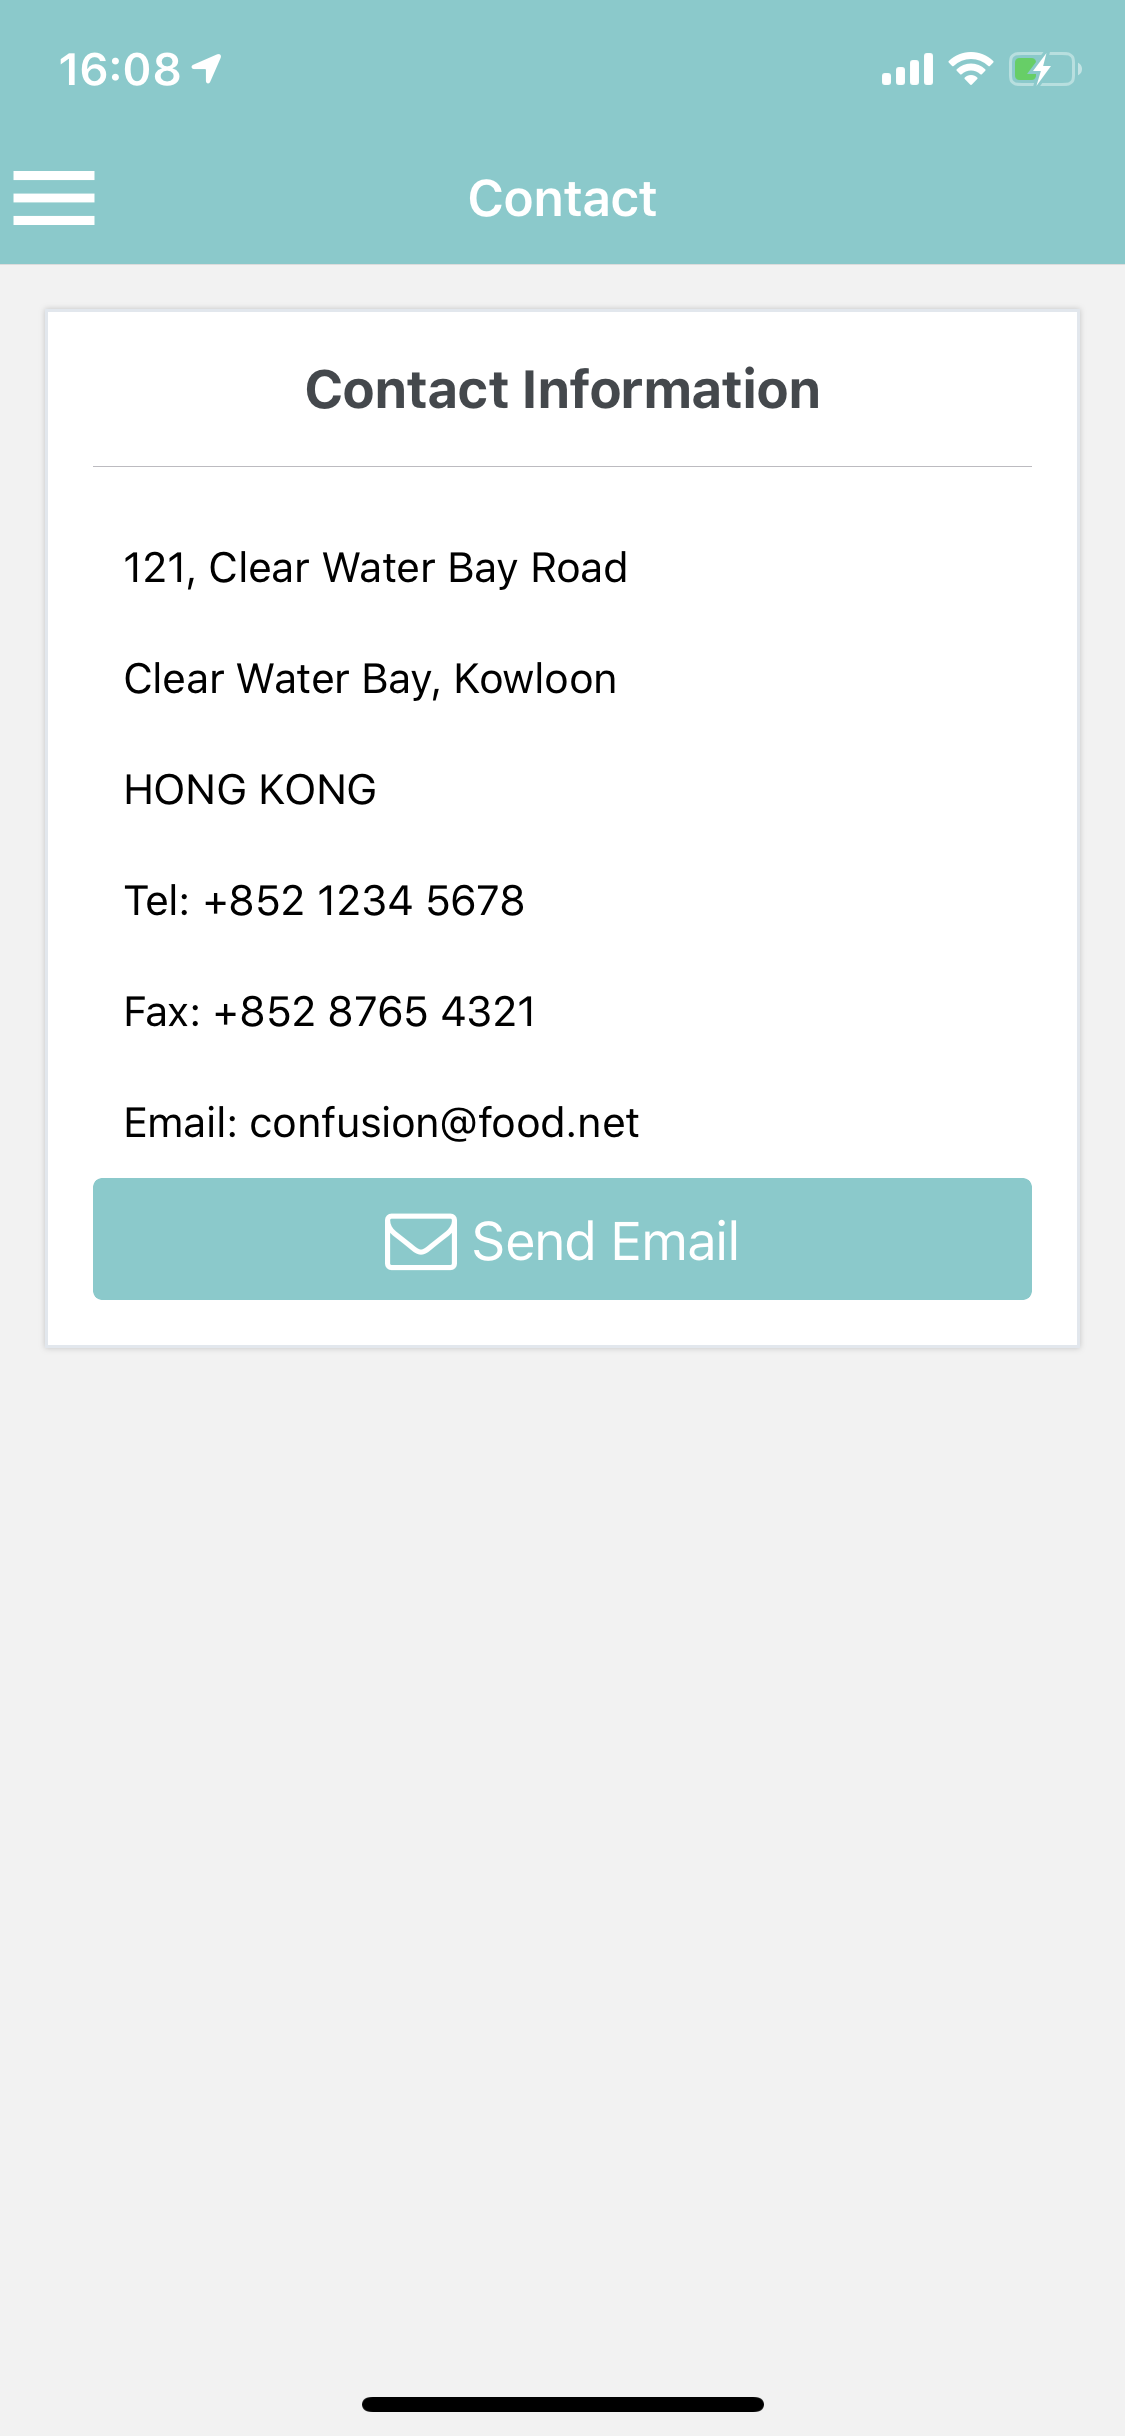 16:08
Contact
Contact Information
121, Clear Water Bay Road
Clear Water Bay, Kowloon
HONG KONG
Tel: +852 1234 5678
Fax: +852 8765 4321
Email: confusion@food.net
Send Email